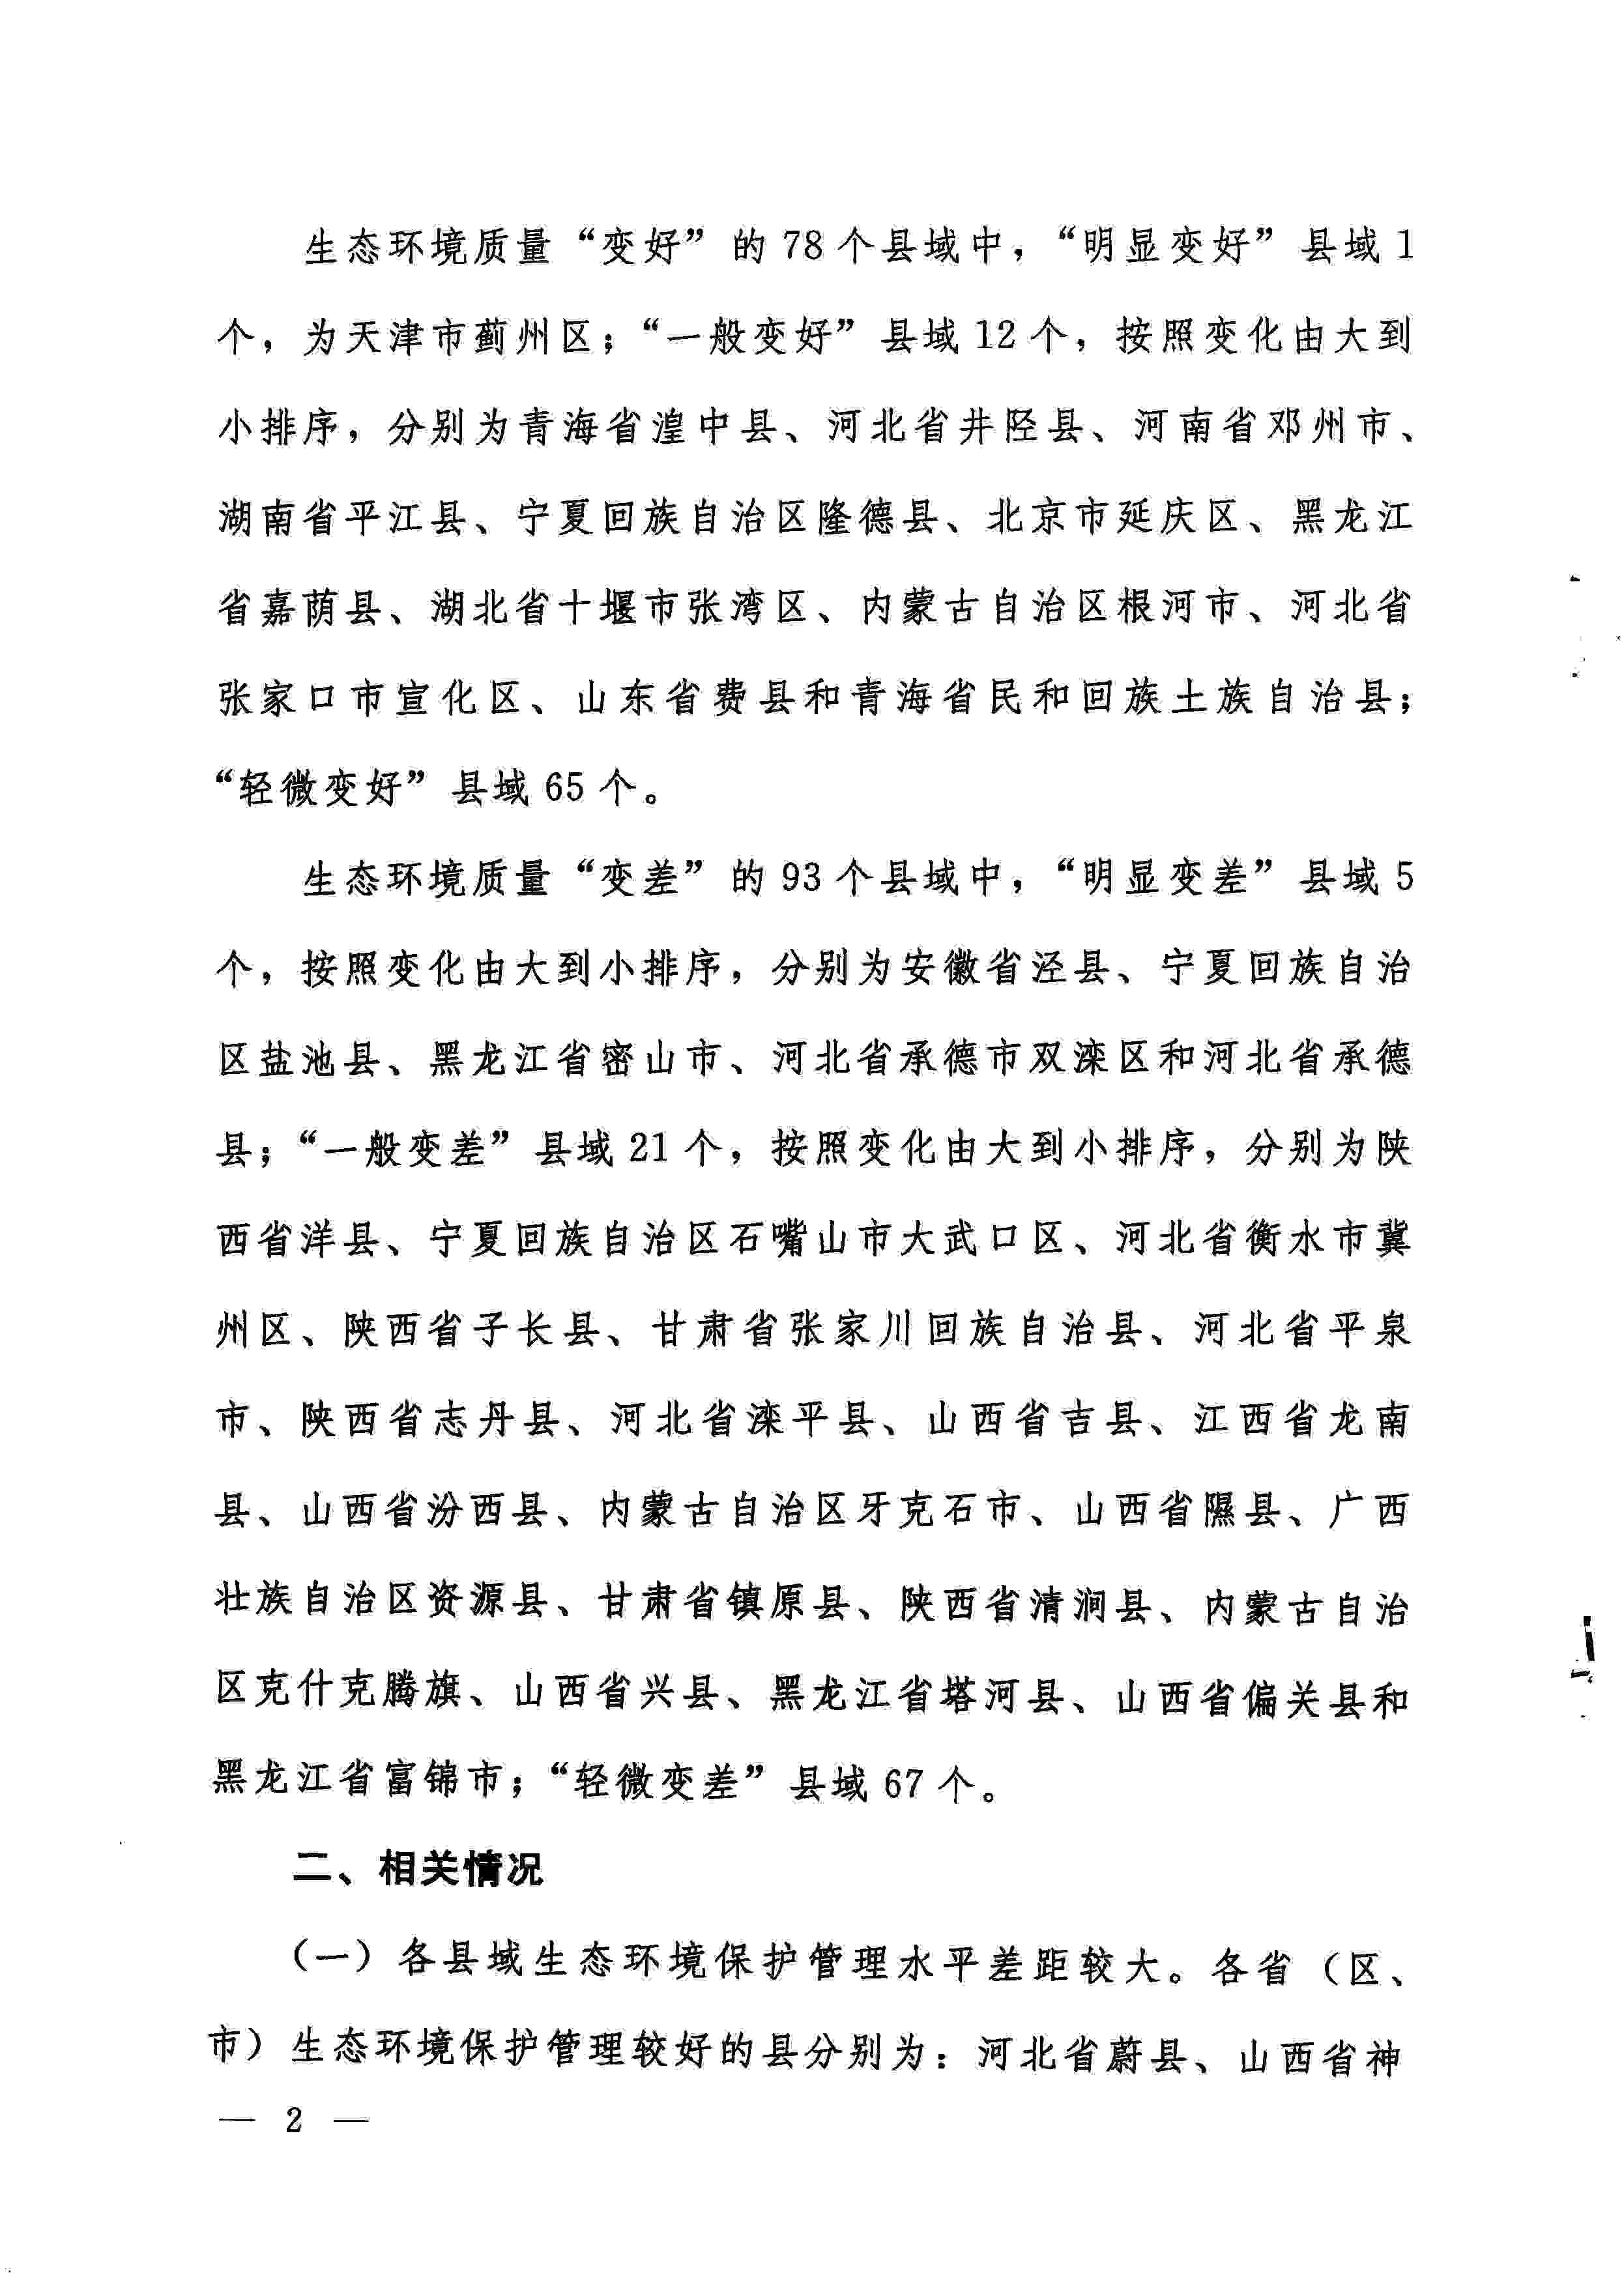 生态环境质量“变好”的 78 个县域中，“明显变好”县域 1
个，为天津市蓟州区；“一般变好”县域 12 个，按照变化由大到
小排序，分别为青海省湟中县、河北省井陉县、河南省邓州市、
湖南省平江县、宁夏回族自治区隆德县、北京市延庆区、黑龙江
省嘉荫县、湖北省十堰市张湾区、内蒙古自治区根河市、河北省
张家口市宣化区、山东省费县和青海省民和回族土族自治县；
“轻微变好”县域 65 个。
生态环境质量“变差”的 93 个县域中，“明显变差”县域 5
个，按照变化由大到小排序，分别为安徽省泾县、宁夏回族自治
区盐池县、黑龙江省密山市、河北省承德市双滦区和河北省承德
县；“一般变差”县域 21 个，按照变化由大到小排序，分别为陕
西省洋县、宁夏回族自治区石嘴山市大武口区、河北省衡水市冀
州区、陕西省子长县、甘肃省张家川回族自治县、河北省平泉
市、陕西省志丹县、河北省滦平县、山西省吉县、江西省龙南
县、山西省汾西县、内蒙古自治区牙克石市、山西省隰县、广西
壮族自治区资源县、甘肃省镇原县、陕西省清涧县、内蒙古自治
区克什克腾旗、山西省兴县、黑龙江省塔河县、山西省偏关县和
黑龙江省富锦市；“轻微变差”县域 67 个。
二、相关情况
（一）各县域生态环境保护管理水平差距较大。各省（区、
市）生态环境保护管理较好的县分别为：河北省蔚县、山西省神
— 2 —